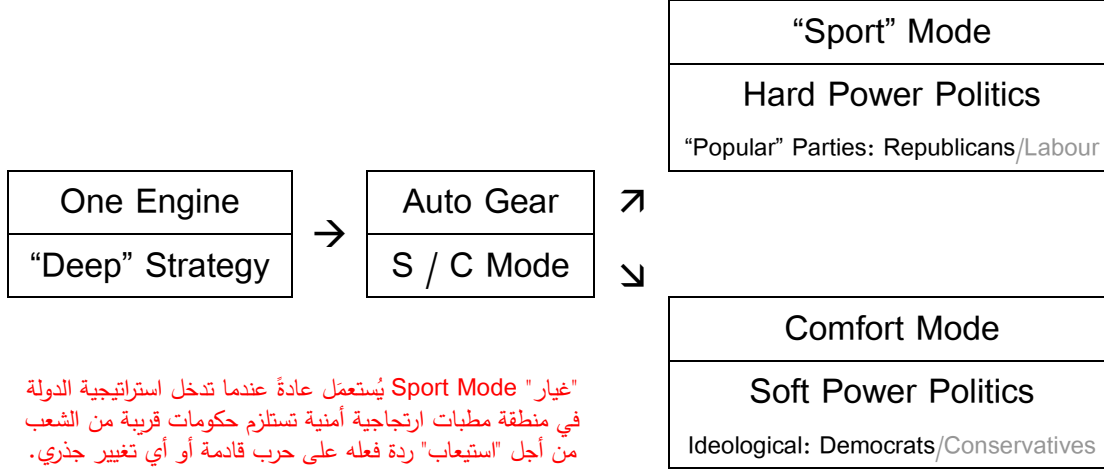 “Sport” Mode
Hard Power Politics
“Popular” Parties: Republicans/Labour
One Engine
“Deep” Strategy
→
Auto Gear
S / C Mode
↗
↘
Comfort Mode
Soft Power Politics
Ideological: Democrats/Conservatives
"غيار" Sport Mode يُستعمَل عادةً عندما تدخل استراتيجية الدولة
في منطقة مطبات ارتجاجية أمنية تستلزم حكومات قريبة من الشعب
من أجل "استيعاب" ردة فعله على حرب قادمة أو أي تغيير جذري.